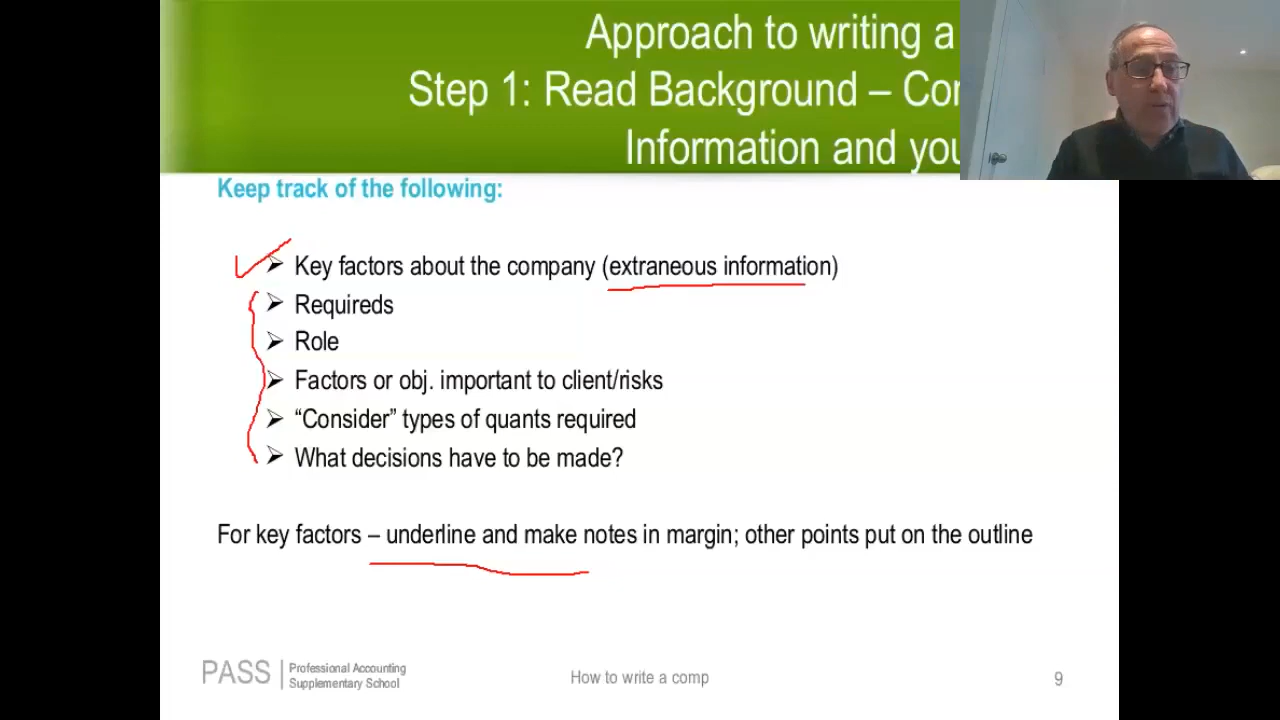 Approach to writing a
Step 1: Read Background –
Information and
Keep track of the following:
Key factors about the company (extraneous information)
Requireds
Role
Factors or obj. important to client/risks
“Consider” types of quants required
What decisions have to be made?
For key factors – underline and make notes in margin; other points put on the outline
PASS
Professional Accounting
Supplementary School
How to write a comp
9